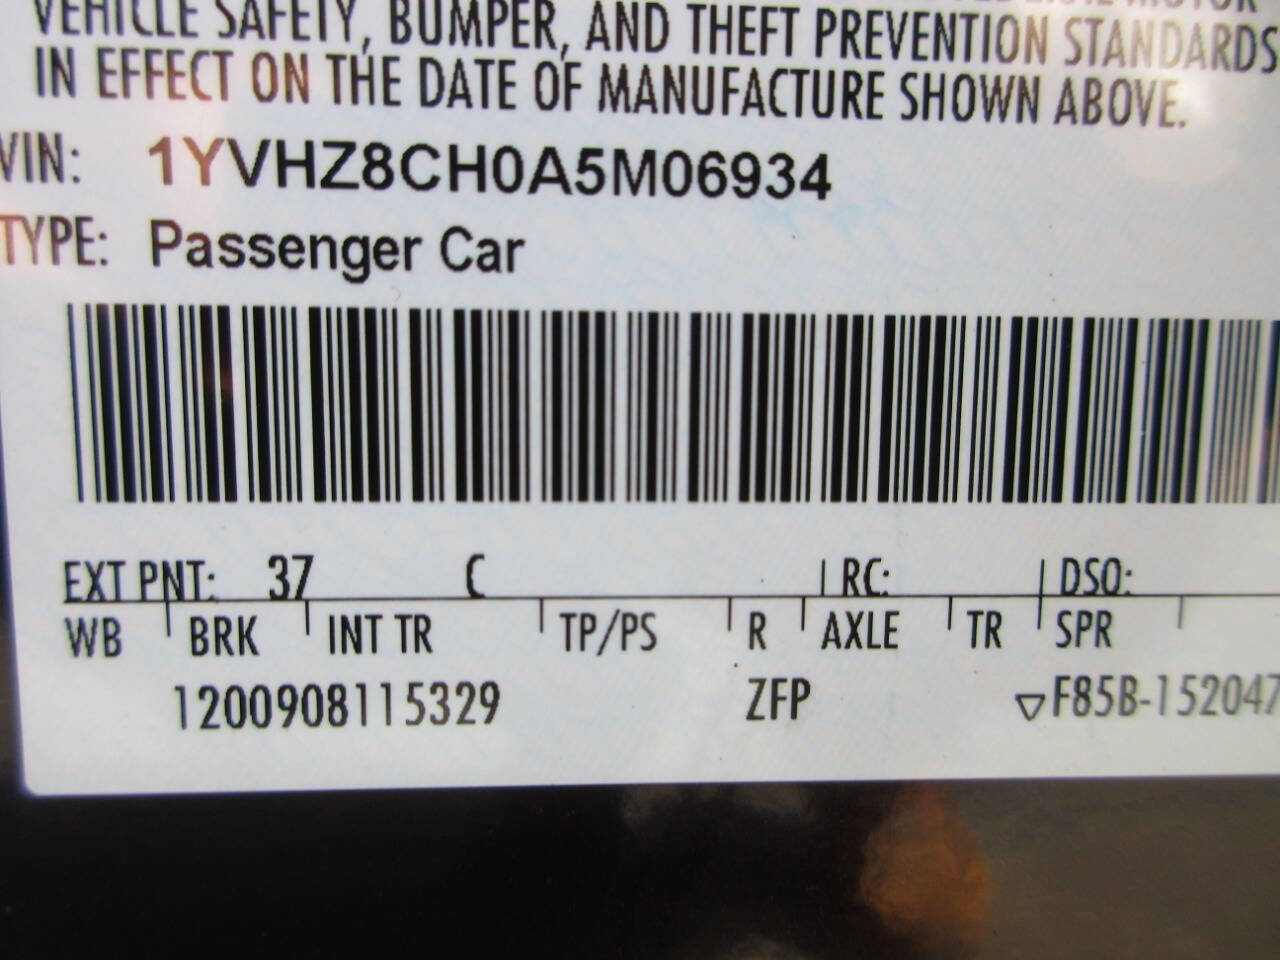 VEHICLE SAFETY, BUMPER, AND THEFT PREVENTION STANDARDS
IN EFFECT ON THE DATE OF MANUFACTURE SHOWN ABOVE.
VIN: 1YVHZ8CH0A5M06934
TYPE: Passenger Car
EXT PNT: 37 C RC: DSO:
WB BRK INT TR TP/PS R AXLE TR SPR
1200908115329 ZFP ▽F85B-152047